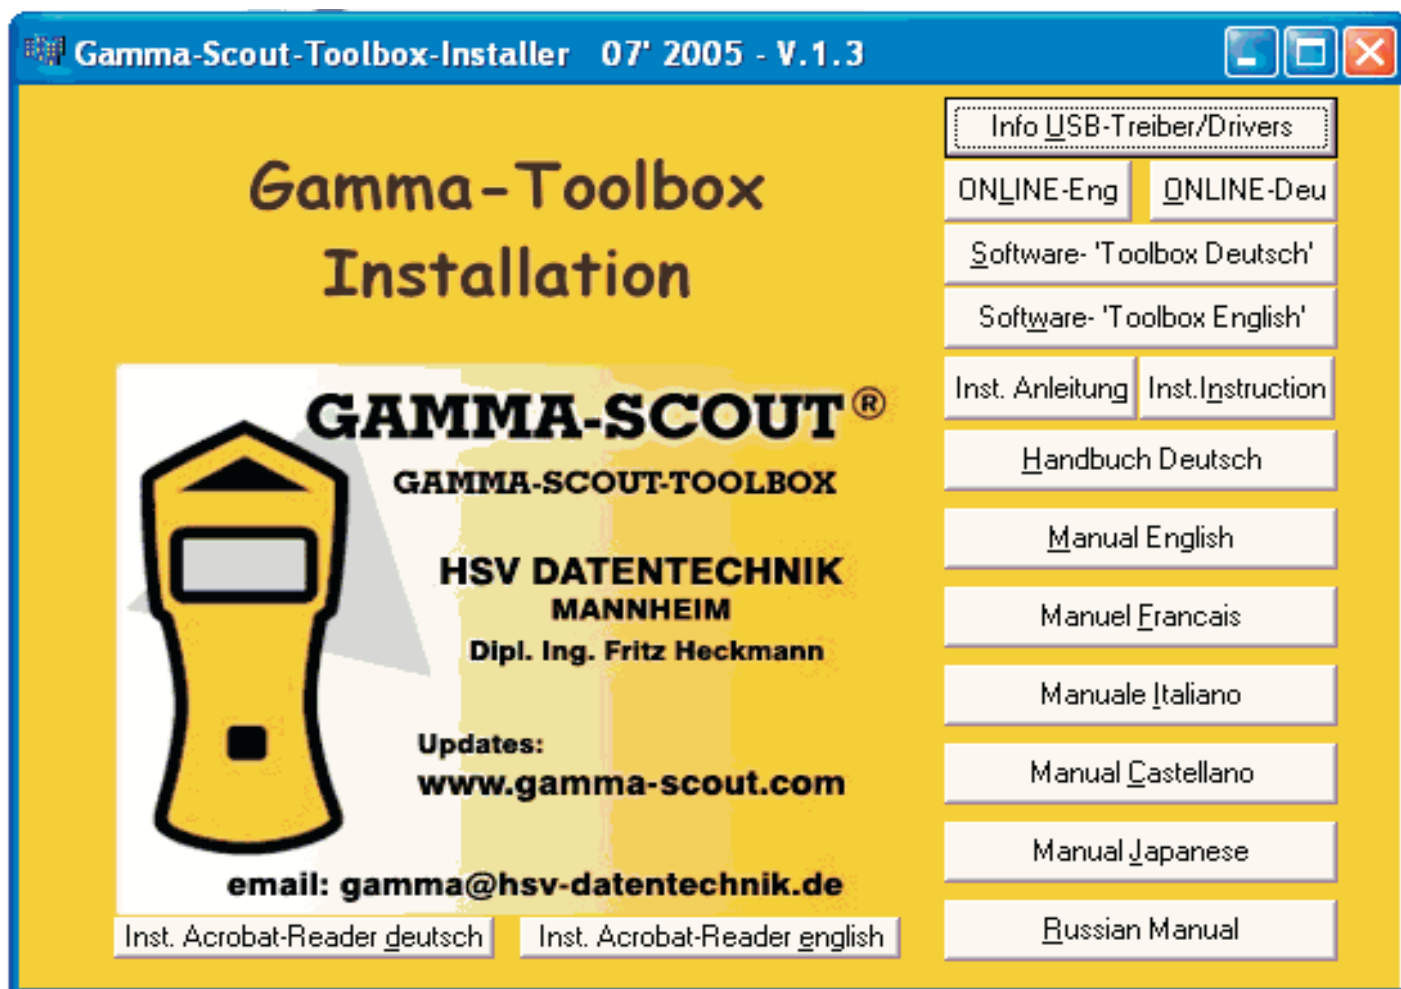 Gamma-Scout-Toolbox-Installer 07' 2005 - V.1.3
Gamma-Toolbox
Installation
GAMMA-SCOUT®
GAMMA-SCOUT-TOOLBOX
HSV DATENTECHNIK
MANNHEIM
Dipl. Ing. Fritz Heckmann
Updates:
www.gamma-scout.com
email: gamma@hsv-datentechnik.de
Inst. Acrobat-Reader deutsch
Inst. Acrobat-Reader english
Info USB-Treiber/Drivers
ONLINE-Eng
ONLINE-Deu
Software- 'Toolbox Deutsch'
Software- 'Toolbox English'
Inst. Anleitung
Inst.Instruction
Handbuch Deutsch
Manual English
Manuel Francais
Manuale Italiano
Manual Castellano
Manual Japanese
Russian Manual